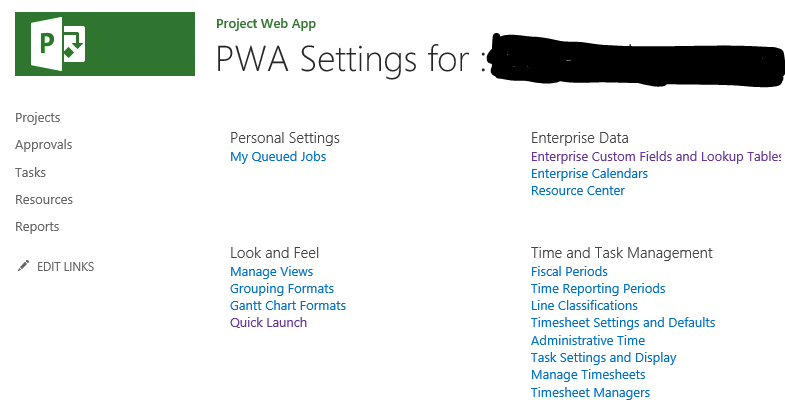 P
Project Web App
PWA Settings for :
Projects
Approvals
Tasks
Resources
Reports
EDIT LINKS
Personal Settings
My Queued Jobs
Enterprise Data
Enterprise Custom Fields and Lookup Tables
Enterprise Calendars
Resource Center
Look and Feel
Manage Views
Grouping Formats
Gantt Chart Formats
Quick Launch
Time and Task Management
Fiscal Periods
Time Reporting Periods
Line Classifications
Timesheet Settings and Defaults
Administrative Time
Task Settings and Display
Manage Timesheets
Timesheet Managers